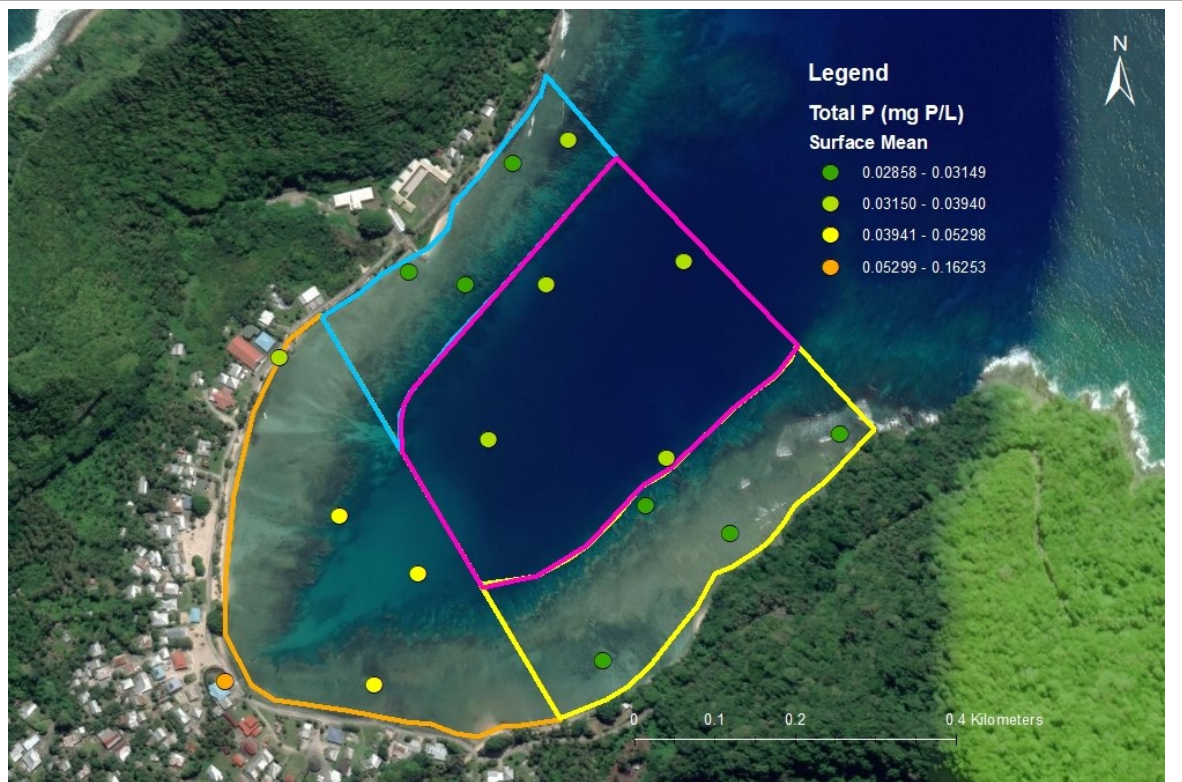 N
Legend
Total P (mg P/L)
Surface Mean
0.02858 - 0.03149
0.03150 - 0.03940
0.03941 - 0.05298
0.05299 - 0.16253
0 0.1 0.2 0.4 Kilometers